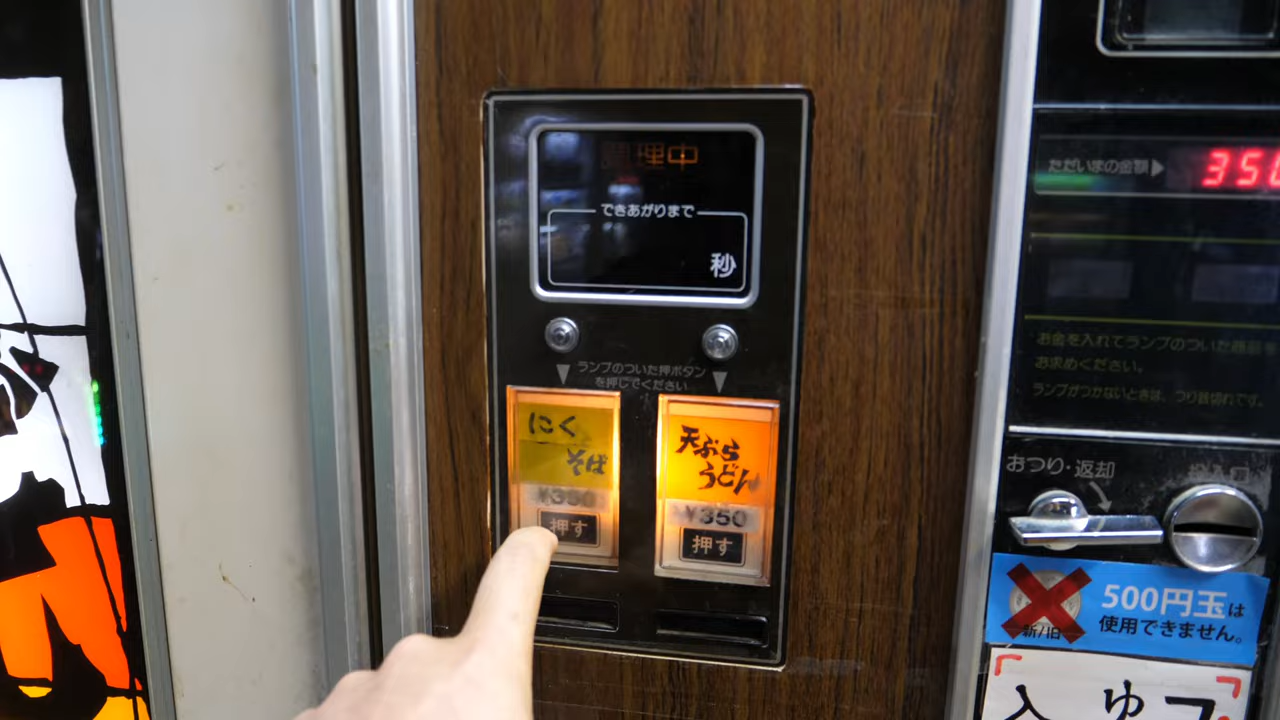 調理中
できあがりまで
秒
ランプのついた押ボタン
を押してください
にく
そば
¥350
押す
天ぷら
うどん
¥350
押す
ただいまの金額
350
お金を入れてランプのついた商品を
お求めください。
ランプがつかないときは、つり銭切れです。
おつり・返却
投入口
新/旧
500円玉は
使用できません。
入
ゆ